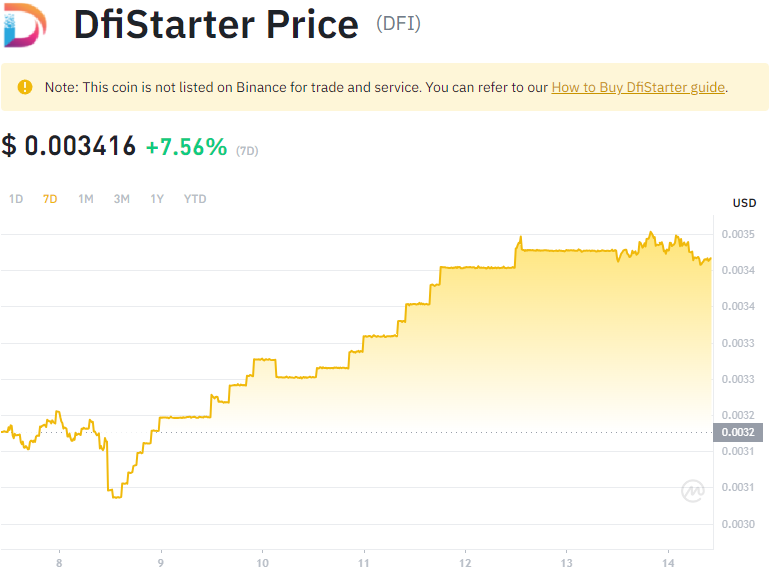 DfiStarter Price (DFI)
Note: This coin is not listed on Binance for trade and service. You can refer to our How to Buy DfiStarter guide.
$ 0.003416 +7.56% (7D)
1D 7D 1M 3M 1Y YTD
USD
0.0035
0.0034
0.0034
0.0033
0.0033
0.0032
0.0032
0.0031
0.0031
0.0030
8 9 10 11 12 13 14